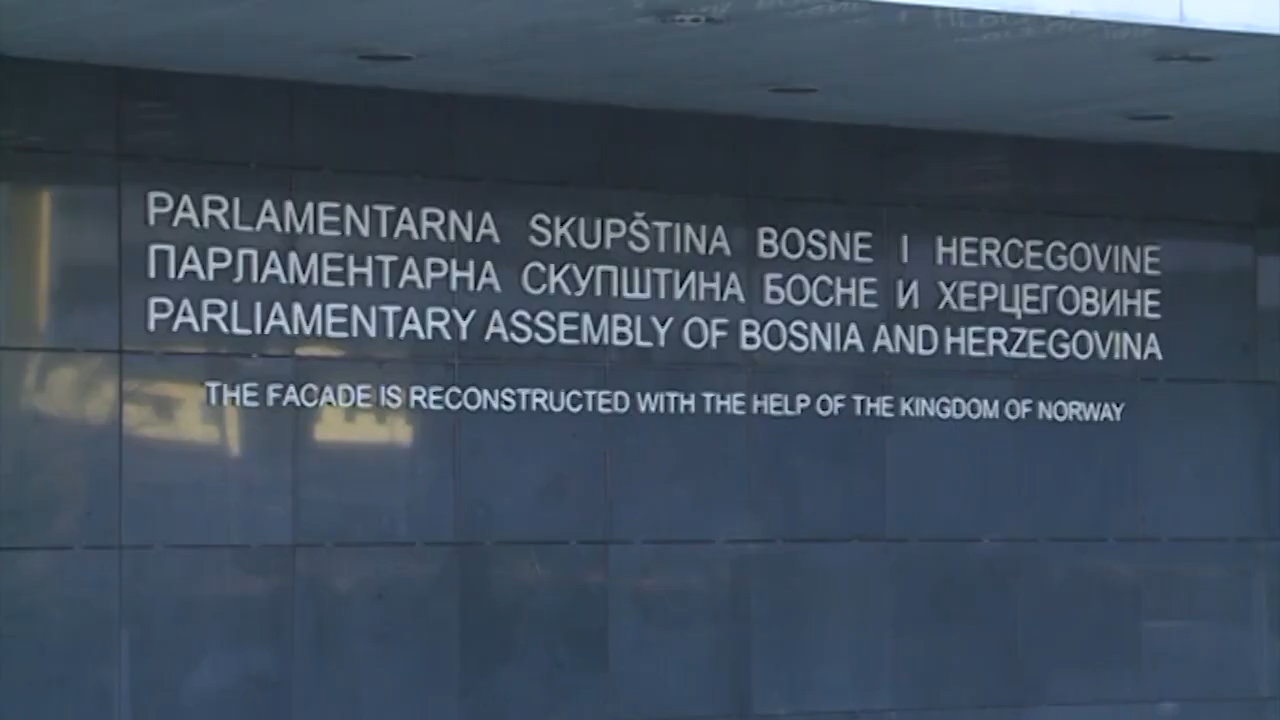 PARLAMENTARNA SKUPŠTINA BOSNE I HERCEGOVINE
ПАРЛАМЕНТАРНА СКУПШТИНА БОСНЕ И ХЕРЦЕГОВИНЕ
PARLIAMENTARY ASSEMBLY OF BOSNIA AND HERZEGOVINA
THE FACADE IS RECONSTRUCTED WITH THE HELP OF THE KINGDOM OF NORWAY